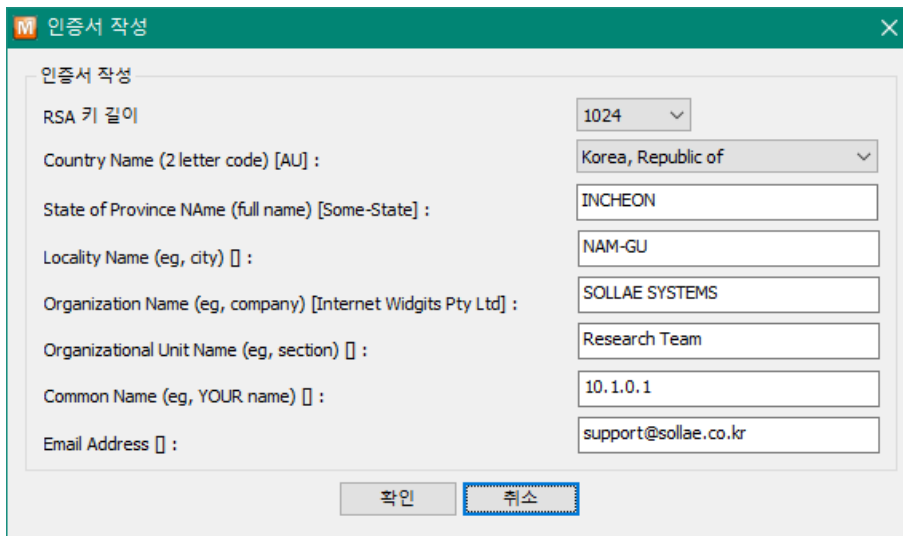 M 인증서 작성
인증서 작성
RSA 키 길이 1024
Country Name (2 letter code) [AU] : Korea, Republic of
State of Province NAme (full name) [Some-State] : INCHEON
Locality Name (eg, city) [] : NAM-GU
Organization Name (eg, company) [Internet Widgits Pty Ltd] : SOLLAE SYSTEMS
Organizational Unit Name (eg, section) [] : Research Team
Common Name (eg, YOUR name) [] : 10.1.0.1
Email Address [] : support@sollae.co.kr
확인 취소